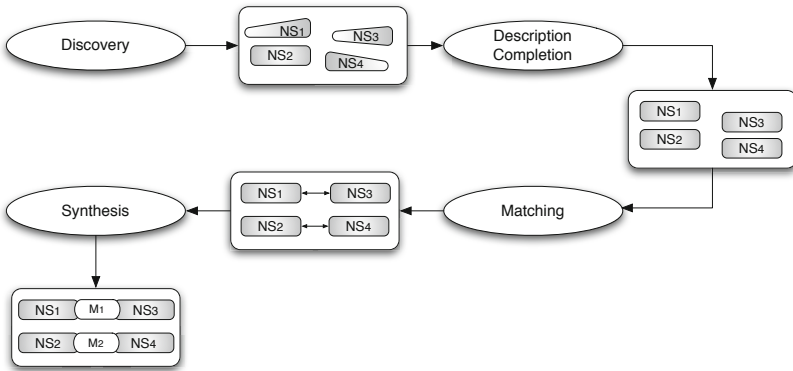 Discovery
NS1
NS2
NS3
NS4
Description
Completion
NS1
NS2
NS3
NS4
Matching
NS1
NS3
NS2
NS4
Synthesis
NS1
M1
NS3
NS2
M2
NS4